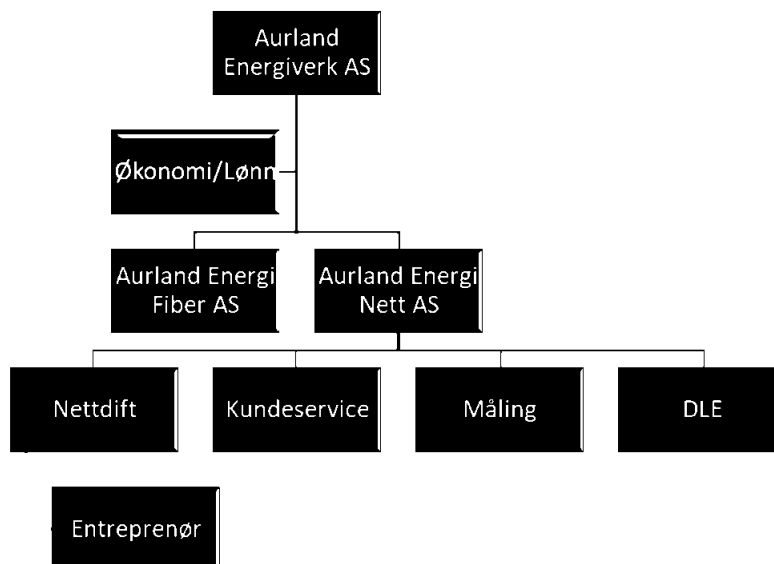 Aurland
Energiverk AS
Økonomi/Lønn
Aurland Energi
Fiber AS
Aurland Energi
Nett AS
Nettdift
Kundeservice
Måling
DLE
Entreprenør